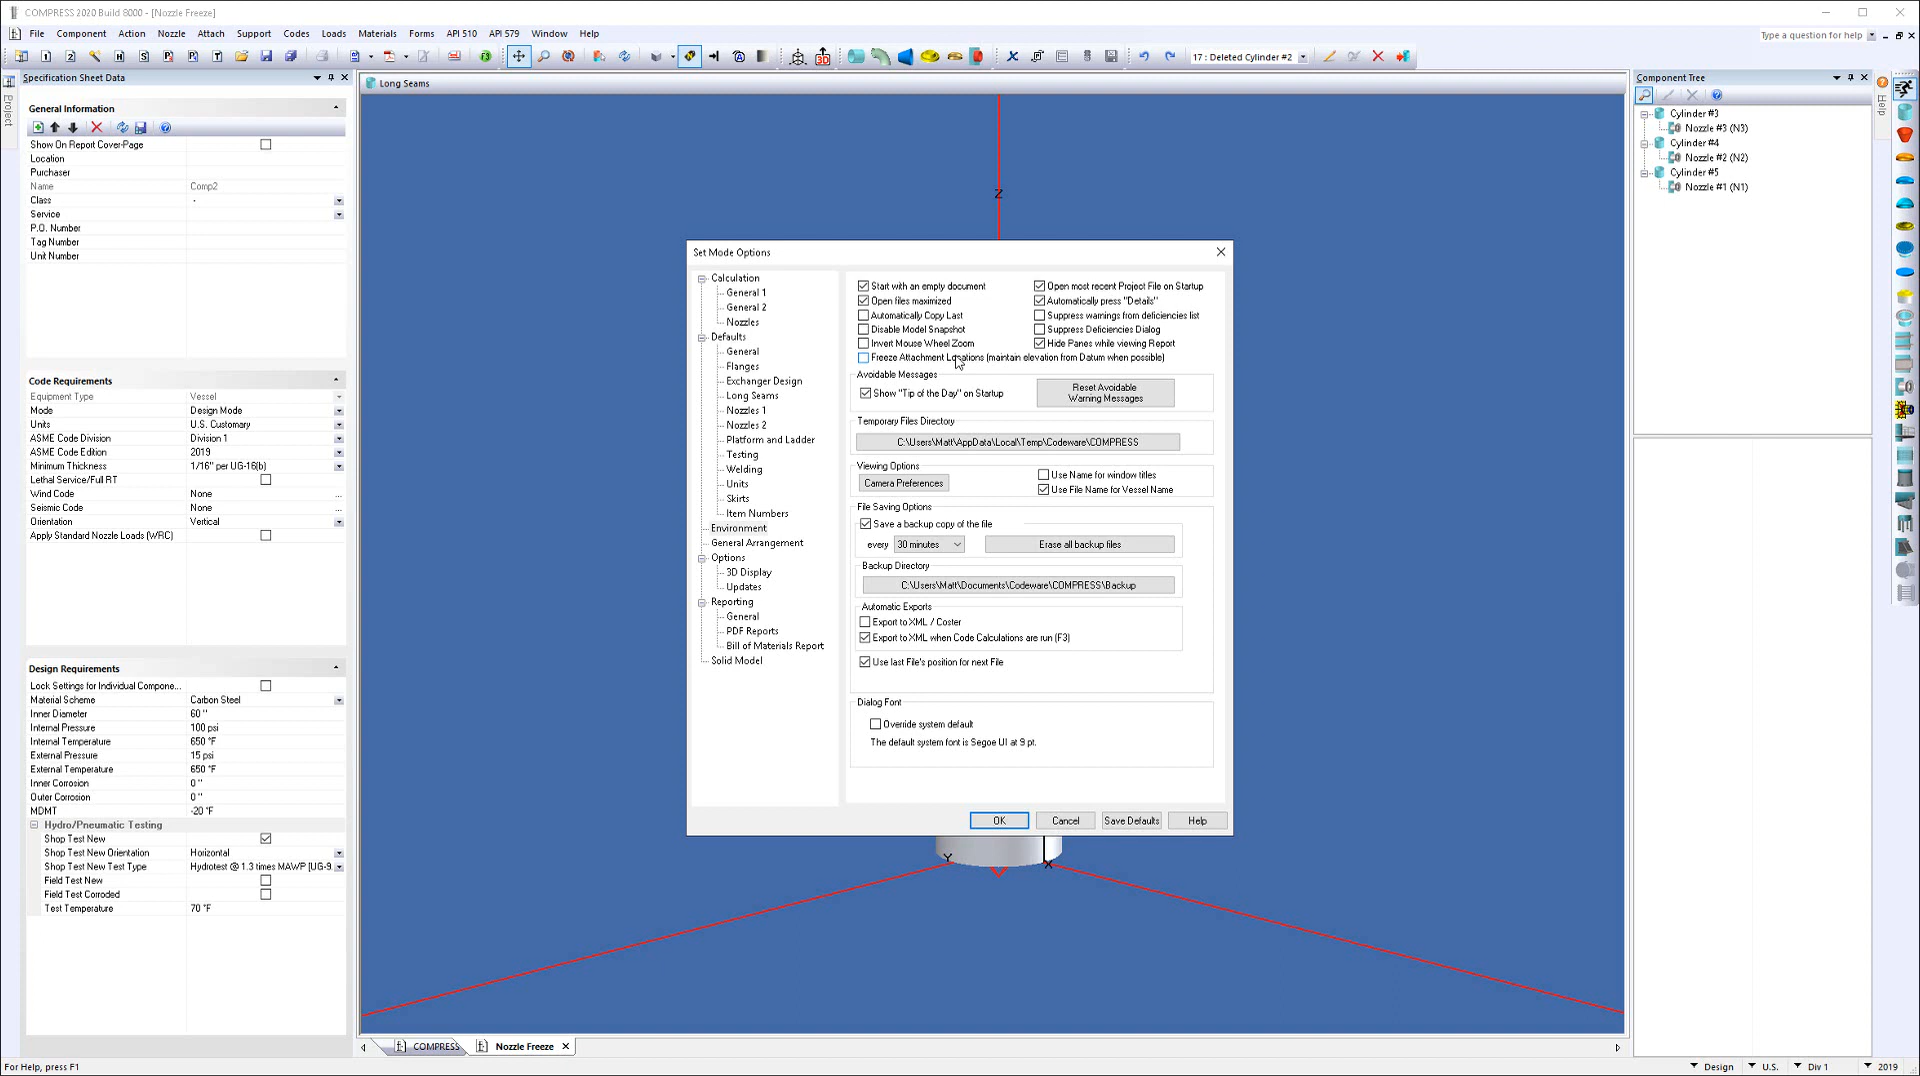 COMPRESS 2020 Build 8000 - [Nozzle Freeze]
File Component Action Nozzle Attach Support Codes Loads Materials Forms API 510 API 579 Window Help
Type a question for help
17 : Deleted Cylinder #2
Project
Specification Sheet Data
General Information
Show On Report Cover-Page
Location
Purchaser
Name Comp2
Class -
Service
P.O. Number
Tag Number
Unit Number
Code Requirements
Equipment Type Vessel
Mode Design Mode
Units U.S. Customary
ASME Code Division Division 1
ASME Code Edition 2019
Minimum Thickness 1/16" per UG-16(b)
Lethal Service/Full RT
Wind Code None ...
Seismic Code None ...
Orientation Vertical
Apply Standard Nozzle Loads (WRC)
Design Requirements
Lock Settings for Individual Compone...
Material Scheme Carbon Steel
Inner Diameter 60 "
Internal Pressure 100 psi
Internal Temperature 650 °F
External Pressure 15 psi
External Temperature 650 °F
Inner Corrosion 0 "
Outer Corrosion 0 "
MDMT -20 °F
Hydro/Pneumatic Testing
Shop Test New
Shop Test New Orientation Horizontal
Shop Test New Test Type Hydrotest @ 1.3 times MAWP [UG-9...
Field Test New
Field Test Corroded
Test Temperature 70 °F
Long Seams
Z
Y
X
Set Mode Options
Calculation
General 1
General 2
Nozzles
Defaults
General
Flanges
Exchanger Design
Long Seams
Nozzles 1
Nozzles 2
Platform and Ladder
Testing
Welding
Units
Skirts
Item Numbers
Environment
General Arrangement
Options
3D Display
Updates
Reporting
General
PDF Reports
Bill of Materials Report
Solid Model
Start with an empty document
Open most recent Project File on Startup
Open files maximized
Automatically press "Details"
Automatically Copy Last
Suppress warnings from deficiencies list
Disable Model Snapshot
Suppress Deficiencies Dialog
Invert Mouse Wheel Zoom
Hide Panes while viewing Report
Freeze Attachment Locations (maintain elevation from Datum when possible)
Avoidable Messages
Show "Tip of the Day" on Startup
Reset Avoidable
Warning Messages
Temporary Files Directory
C:\Users\Matt\AppData\Local\Temp\Codeware\COMPRESS
Viewing Options
Camera Preferences
Use Name for window titles
Use File Name for Vessel Name
File Saving Options
Save a backup copy of the file
every 30 minutes
Erase all backup files
Backup Directory
C:\Users\Matt\Documents\Codeware\COMPRESS\Backup
Automatic Exports
Export to XML / Coster
Export to XML when Code Calculations are run (F3)
Use last File's position for next File
Dialog Font
Override system default
The default system font is Segoe UI at 9 pt.
OK Cancel Save Defaults Help
Component Tree
Cylinder #3
Nozzle #3 (N3)
Cylinder #4
Nozzle #2 (N2)
Cylinder #5
Nozzle #1 (N1)
Help
COMPRESS
Nozzle Freeze
For Help, press F1
Design U.S. Div 1 2019